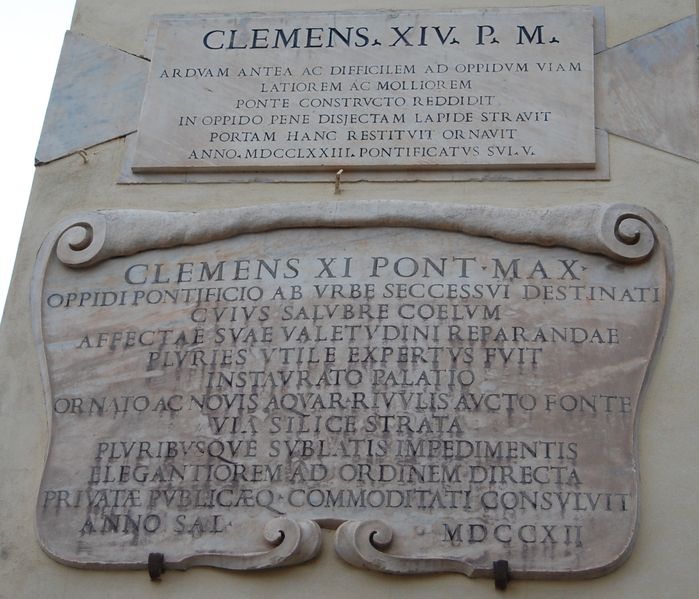 CLEMENS. XIV. P. M.
ARDVAM ANTEA AC DIFFICILEM AD OPPIDVM VIAM
LATIOREM AC MOLLIOREM
PONTE CONSTRVCTO REDDIDIT
IN OPPIDO PENE DISJECTAM LAPIDE STRAVIT
PORTAM HANC RESTITVIT ORNAVIT
ANNO. MDCCLXXIII. PONTIFICATVS SVI. V.
CLEMENS XI PONT·MAX·
OPPIDI PONTIFICIO AB VRBE SECCESSVI DESTINATI
CVIVS SALVBRE COELVM
AFFECTAE SVAE VALETVDINI REPARANDAE
PLVRIES VTILE EXPERTVS FVIT
INSTAVRATO PALATIO
ORNATO AC NOVIS AQVAR·RIVVLIS AVCTO FONTE
VIA SILICE STRATA
PLVRIBVSQVE SVBLATIS IMPEDIMENTIS
ELEGANTIOREM AD ORDINEM DIRECTA
PRIVATÆ PVBLICÆQ·COMMODITATI CONSVLVIT
ANNO SAL· MDCCXII